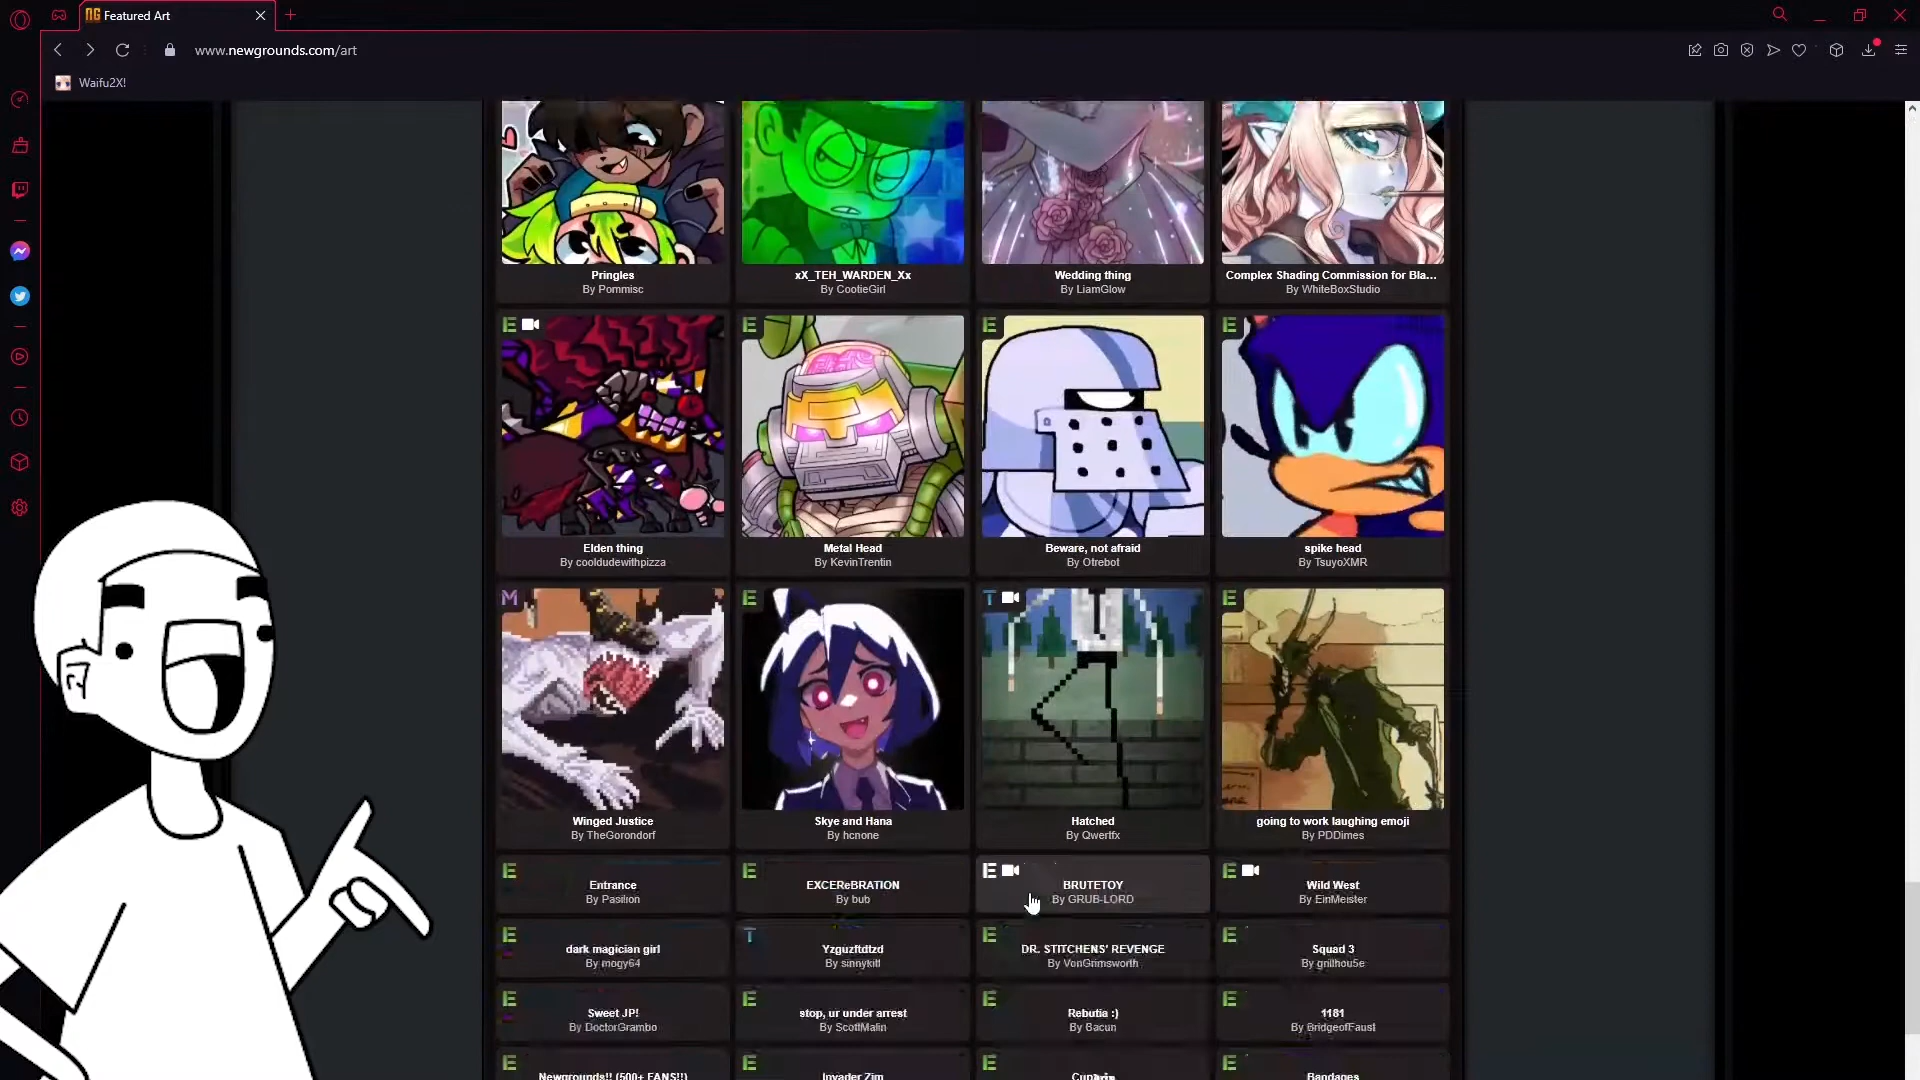 NG Featured Art
www.newgrounds.com/art
Waifu2X!
Pringles
By Pommisc
xX_TEH_WARDEN_Xx
By CootieGirl
Wedding thing
By LiamGlow
Complex Shading Commission for Bla...
By WhiteBoxStudio
E
E
E
E
Elden thing
By cooldudewithpizza
Metal Head
By KevinTrentin
Beware, not afraid
By Otrebot
spike head
By TsuyoXMR
M
E
T
E
Winged Justice
By TheGorondorf
Skye and Hana
By hcnone
Hatched
By Qwertfx
going to work laughing emoji
By PDDimes
E
E
E
E
Entrance
By Pasilion
EXCEReBRATION
By bub
BRUTETOY
By GRUB-LORD
Wild West
By EinMeister
E
T
E
E
dark magician girl
By mogy64
Yzguzftdtzd
By sinnykill
DR. STITCHENS' REVENGE
By VonGrimsworth
Squad 3
By gnilhou5e
E
E
E
E
Sweet JP!
By DoctorGrambo
stop, ur under arrest
By ScottMalin
Rebutia :)
By Bacun
1181
By BridgeofFaust
E
E
E
E
Newgrounds!! (500+ FANS!!)
Invader Zim
Bandages